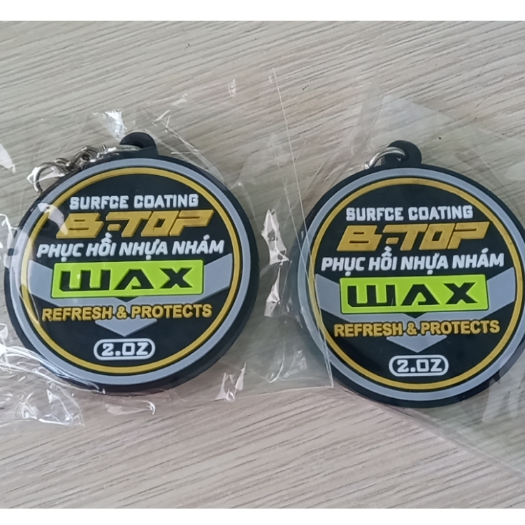 SURFCE COATING
B-TOP
PHỤC HỒI NHỰA NHÁM
WAX
REFRESH & PROTECTS
2.OZ
SURFCE COATING
B-TOP
PHỤC HỒI NHỰA NHÁM
WAX
REFRESH & PROTECTS
2.OZ